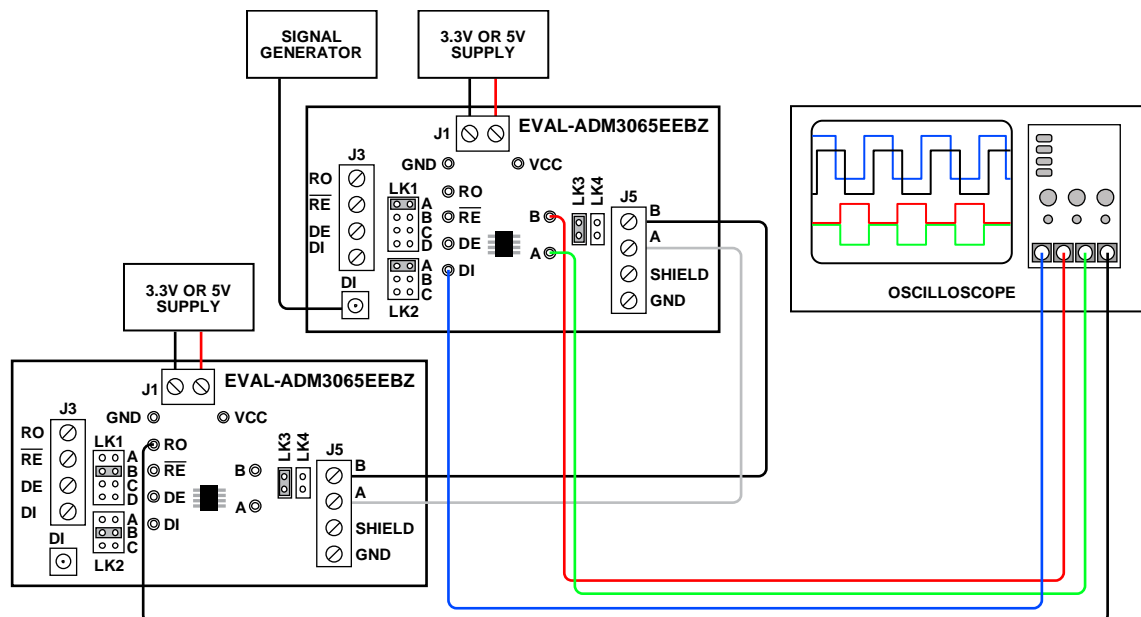 SIGNAL
GENERATOR
3.3V OR 5V
SUPPLY
EVAL-ADM3065EEBZ
J1
GND
VCC
J3
RO
RE
DE
DI
LK1
A
B
C
D
RO
RE
DE
DI
DI
A
B
C
LK2
B
A
LK3
LK4
J5
B
A
SHIELD
GND
OSCILLOSCOPE
3.3V OR 5V
SUPPLY
EVAL-ADM3065EEBZ
J1
GND
VCC
J3
RO
RE
DE
DI
LK1
A
B
C
D
RO
RE
DE
DI
DI
A
B
C
LK2
B
A
LK3
LK4
J5
B
A
SHIELD
GND